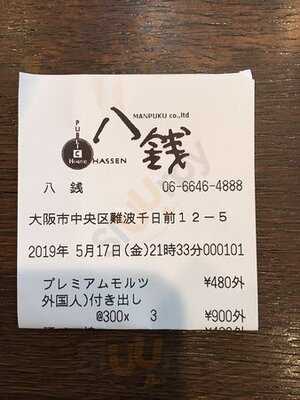 MANPUKU co.,ltd
PUBLIC House
八銭
HASSEN
八 銭 06-6646-4888
大阪市中央区難波千日前12-5
2019年 5月17日(金)21時33分000101
プレミアムモルツ ¥480外
外国人)付き出し
@300x 3 ¥900外